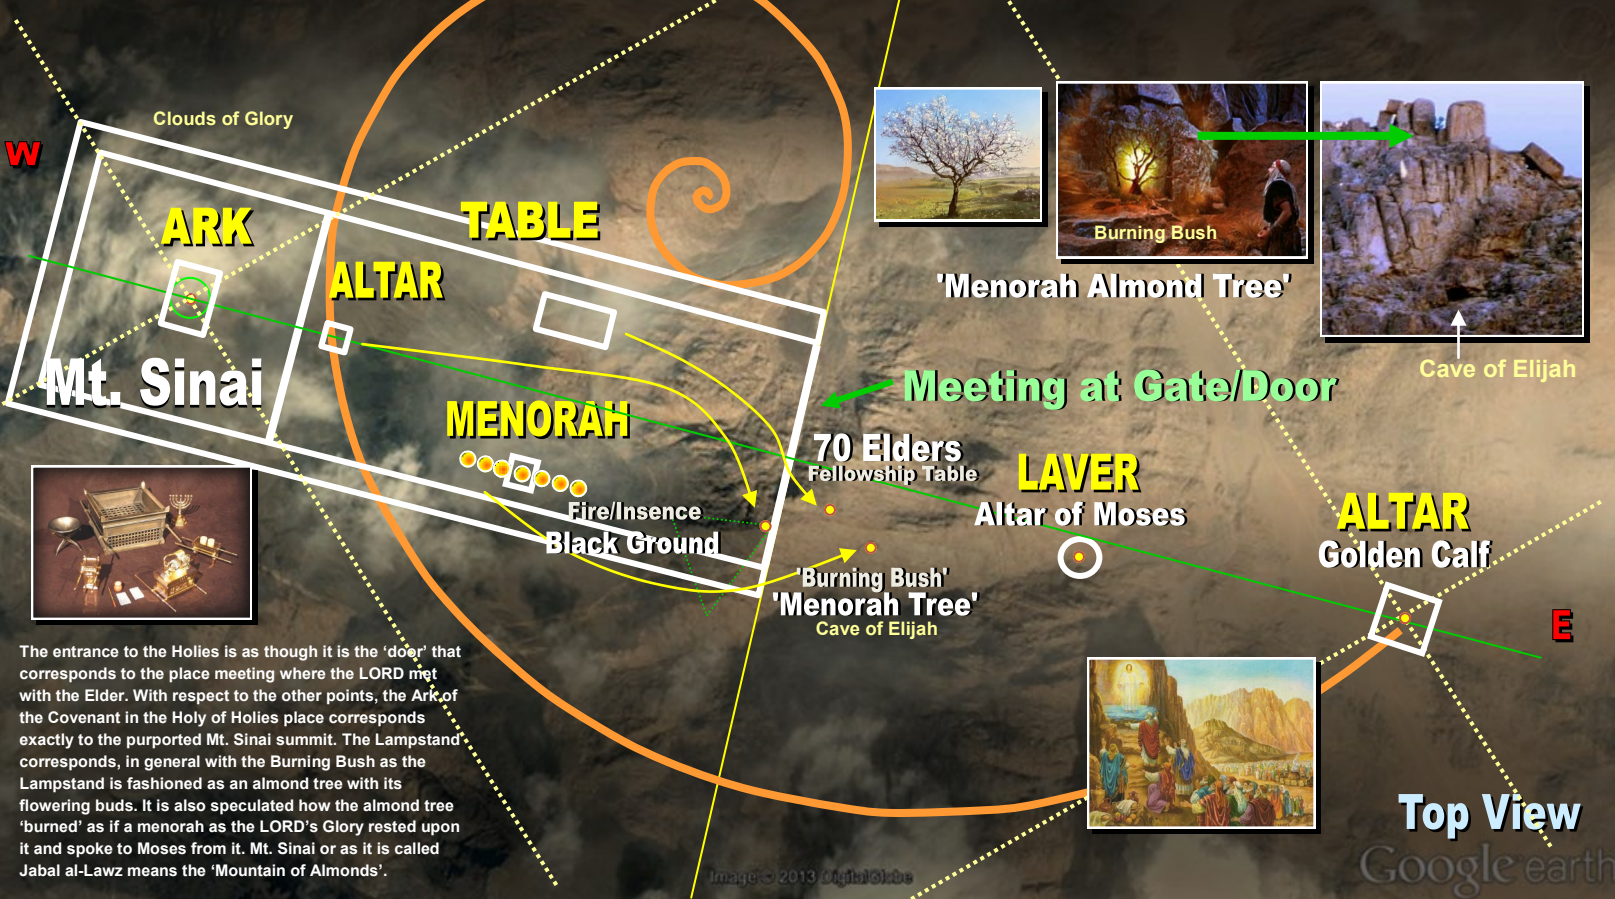 Clouds of Glory
W
ARK
TABLE
ALTAR
Mt. Sinai
MENORAH
Fire/Insence
Black Ground
Burning Bush
'Menorah Almond Tree'
Cave of Elijah
Meeting at Gate/Door
70 Elders
Fellowship Table
LAVER
Altar of Moses
ALTAR
Golden Calf
'Burning Bush'
'Menorah Tree'
Cave of Elijah
E
The entrance to the Holies is as though it is the ‘door’ that
corresponds to the place meeting where the LORD met
with the Elder. With respect to the other points, the Ark of
the Covenant in the Holy of Holies place corresponds
exactly to the purported Mt. Sinai summit. The Lampstand
corresponds, in general with the Burning Bush as the
Lampstand is fashioned as an almond tree with its
flowering buds. It is also speculated how the almond tree
‘burned’ as if a menorah as the LORD’s Glory rested upon
it and spoke to Moses from it. Mt. Sinai or as it is called
Jabal al-Lawz means the ‘Mountain of Almonds’.
Top View
Image © 2013 DigitalGlobe
Google earth